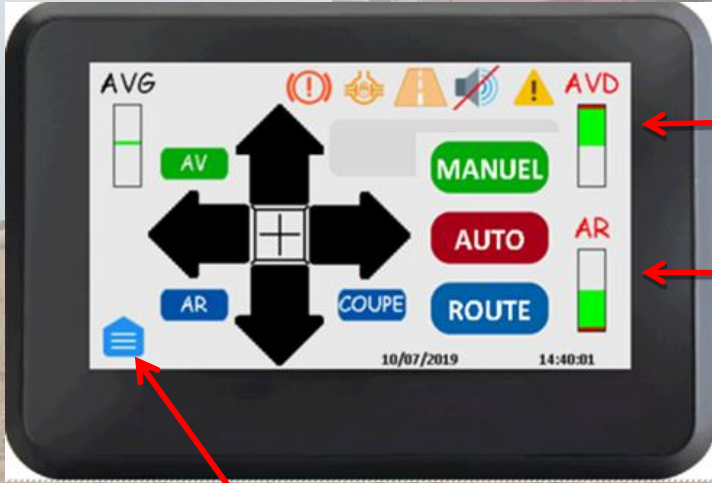 AVG
AVD
AV
MANUEL
AUTO
AR
AR
COUPE
ROUTE
10/07/2019
14:40:01